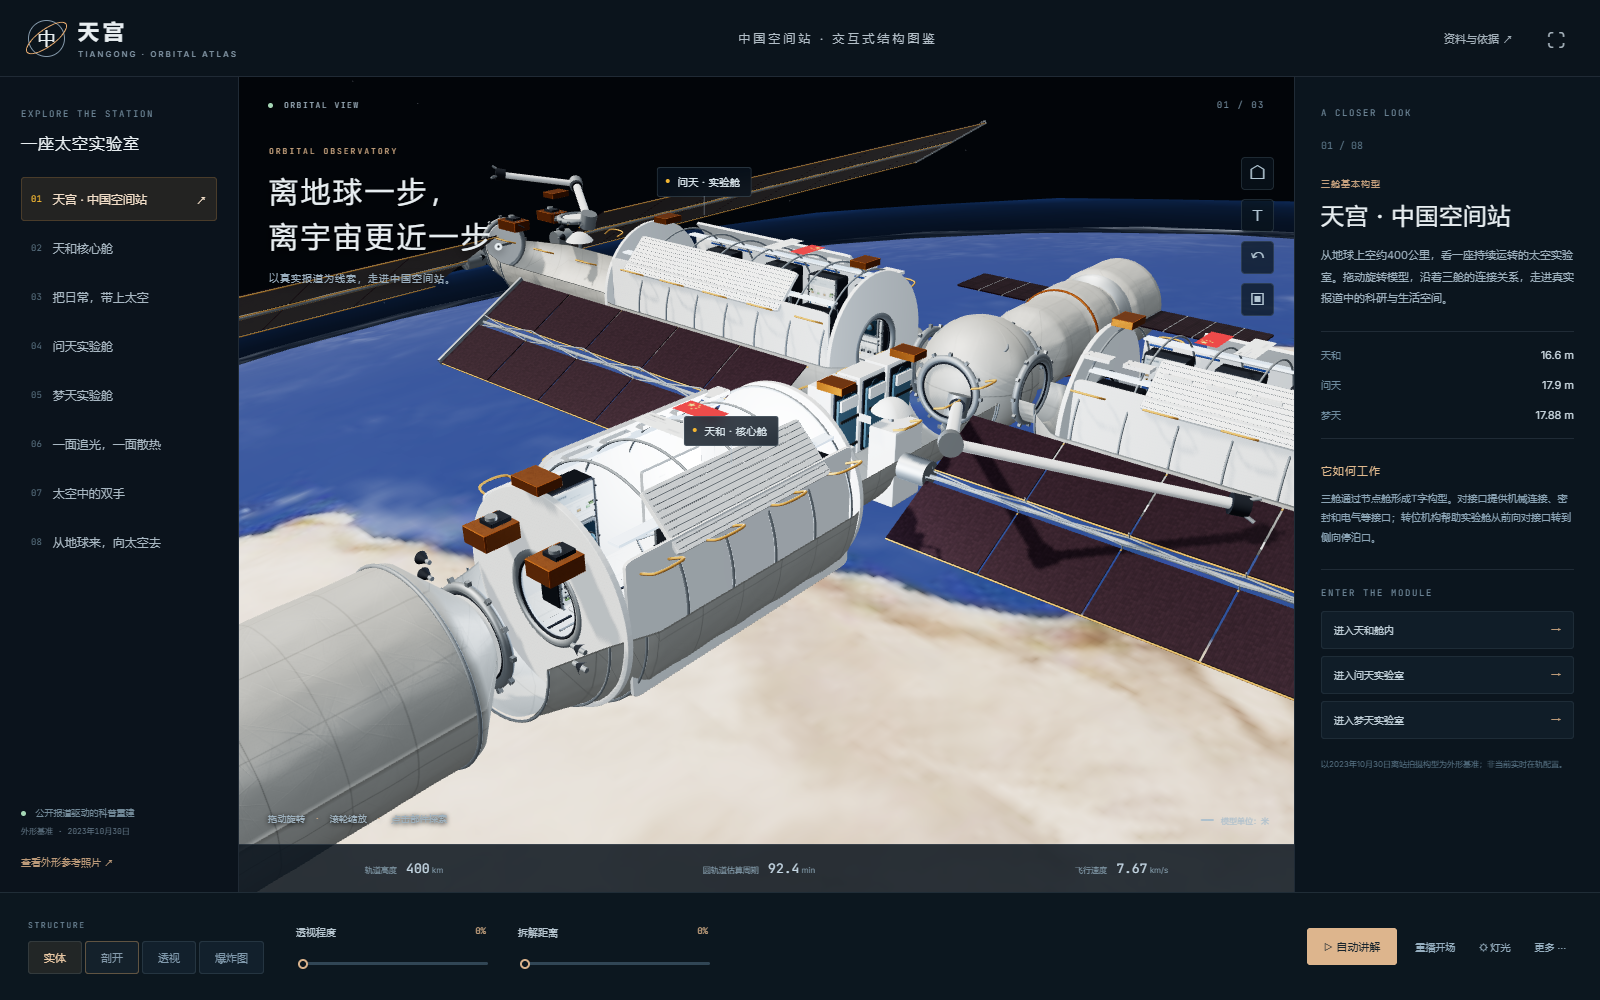 中
天宫
TIANGONG · ORBITAL ATLAS
中国空间站 · 交互式结构图鉴
资料与依据 ↗
EXPLORE THE STATION
一座太空实验室
01 天宫 · 中国空间站 ↗
02 天和核心舱
03 把日常，带上太空
04 问天实验舱
05 梦天实验舱
06 一面追光，一面散热
07 太空中的双手
08 从地球来，向太空去
公开报道驱动的科普重建
外形基准 · 2023年10月30日
查看外形参考照片 ↗
ORBITAL VIEW
01 / 03
ORBITAL OBSERVATORY
离地球一步，
离宇宙更近一步
以真实报道为线索，走进中国空间站。
问天 · 实验舱
天和 · 核心舱
T
拖动旋转 · 滚轮缩放
模型单位：米
轨道高度 400 km
圆轨道估算周期 92.4 min
飞行速度 7.67 km/s
A CLOSER LOOK
01 / 08
三舱基本构型
天宫 · 中国空间站
从地球上空约400公里，看一座持续运转的太空实验
室。拖动旋转模型，沿着三舱的连接关系，走进真实
报道中的科研与生活空间。
天和 16.6 m
问天 17.9 m
梦天 17.88 m
它如何工作
三舱通过节点舱形成T字构型。对接口提供机械连接、密
封和电气等接口；转位机构帮助实验舱从前向对接口转到
侧向停泊口。
ENTER THE MODULE
进入天和舱内 →
进入问天实验室 →
进入梦天实验室 →
以2023年10月30日离站拍摄构型为外形基准；非当前实时在轨配置。
STRUCTURE
实体 剖开 透视 爆炸图
透视程度 0%
拆解距离 0%
▷ 自动讲解
重播开场
灯光
更多 ···